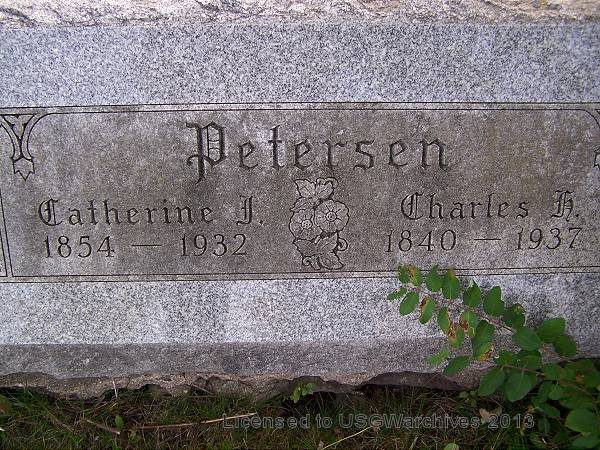 Petersen
Catherine J. Charles H.
1854 — 1932 1840 — 1937
Licensed to USGWarchives 2013